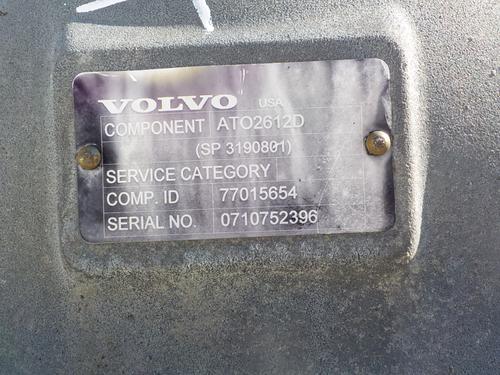 VOLVO USA
COMPONENT ATO2612D
(SP 3190801)
SERVICE CATEGORY
COMP. ID 77015654
SERIAL NO. 0710752396